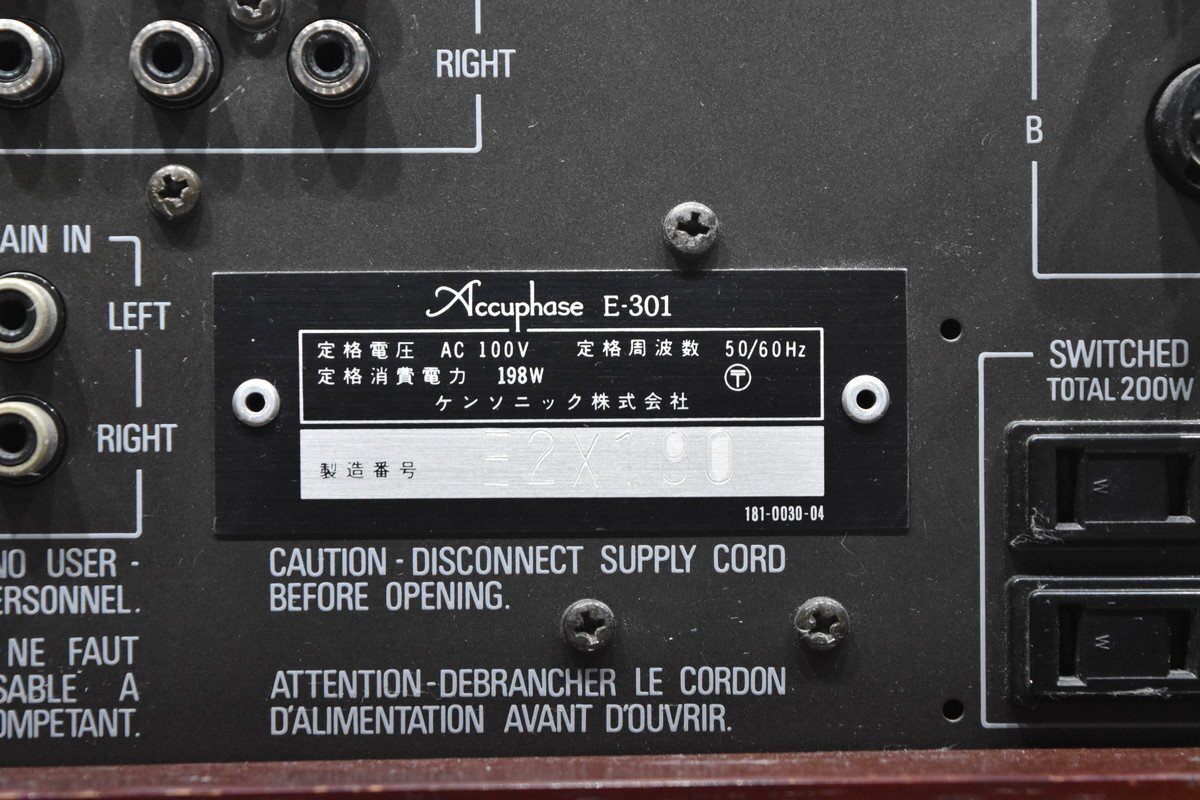 RIGHT
B
AIN IN
LEFT
RIGHT
Accuphase E-301
定格電圧 AC 100V 定格周波数 50/60Hz
定格消費電力 198W 〒
ケンソニック株式会社
製造番号 E2X190
181-0030-04
SWITCHED
TOTAL 200W
W
W
NO USER -
ERSONNEL.
NE FAUT
SABLE A
OMPETANT.
CAUTION - DISCONNECT SUPPLY CORD
BEFORE OPENING.
ATTENTION-DEBRANCHER LE CORDON
D'ALIMENTATION AVANT D'OUVRIR.